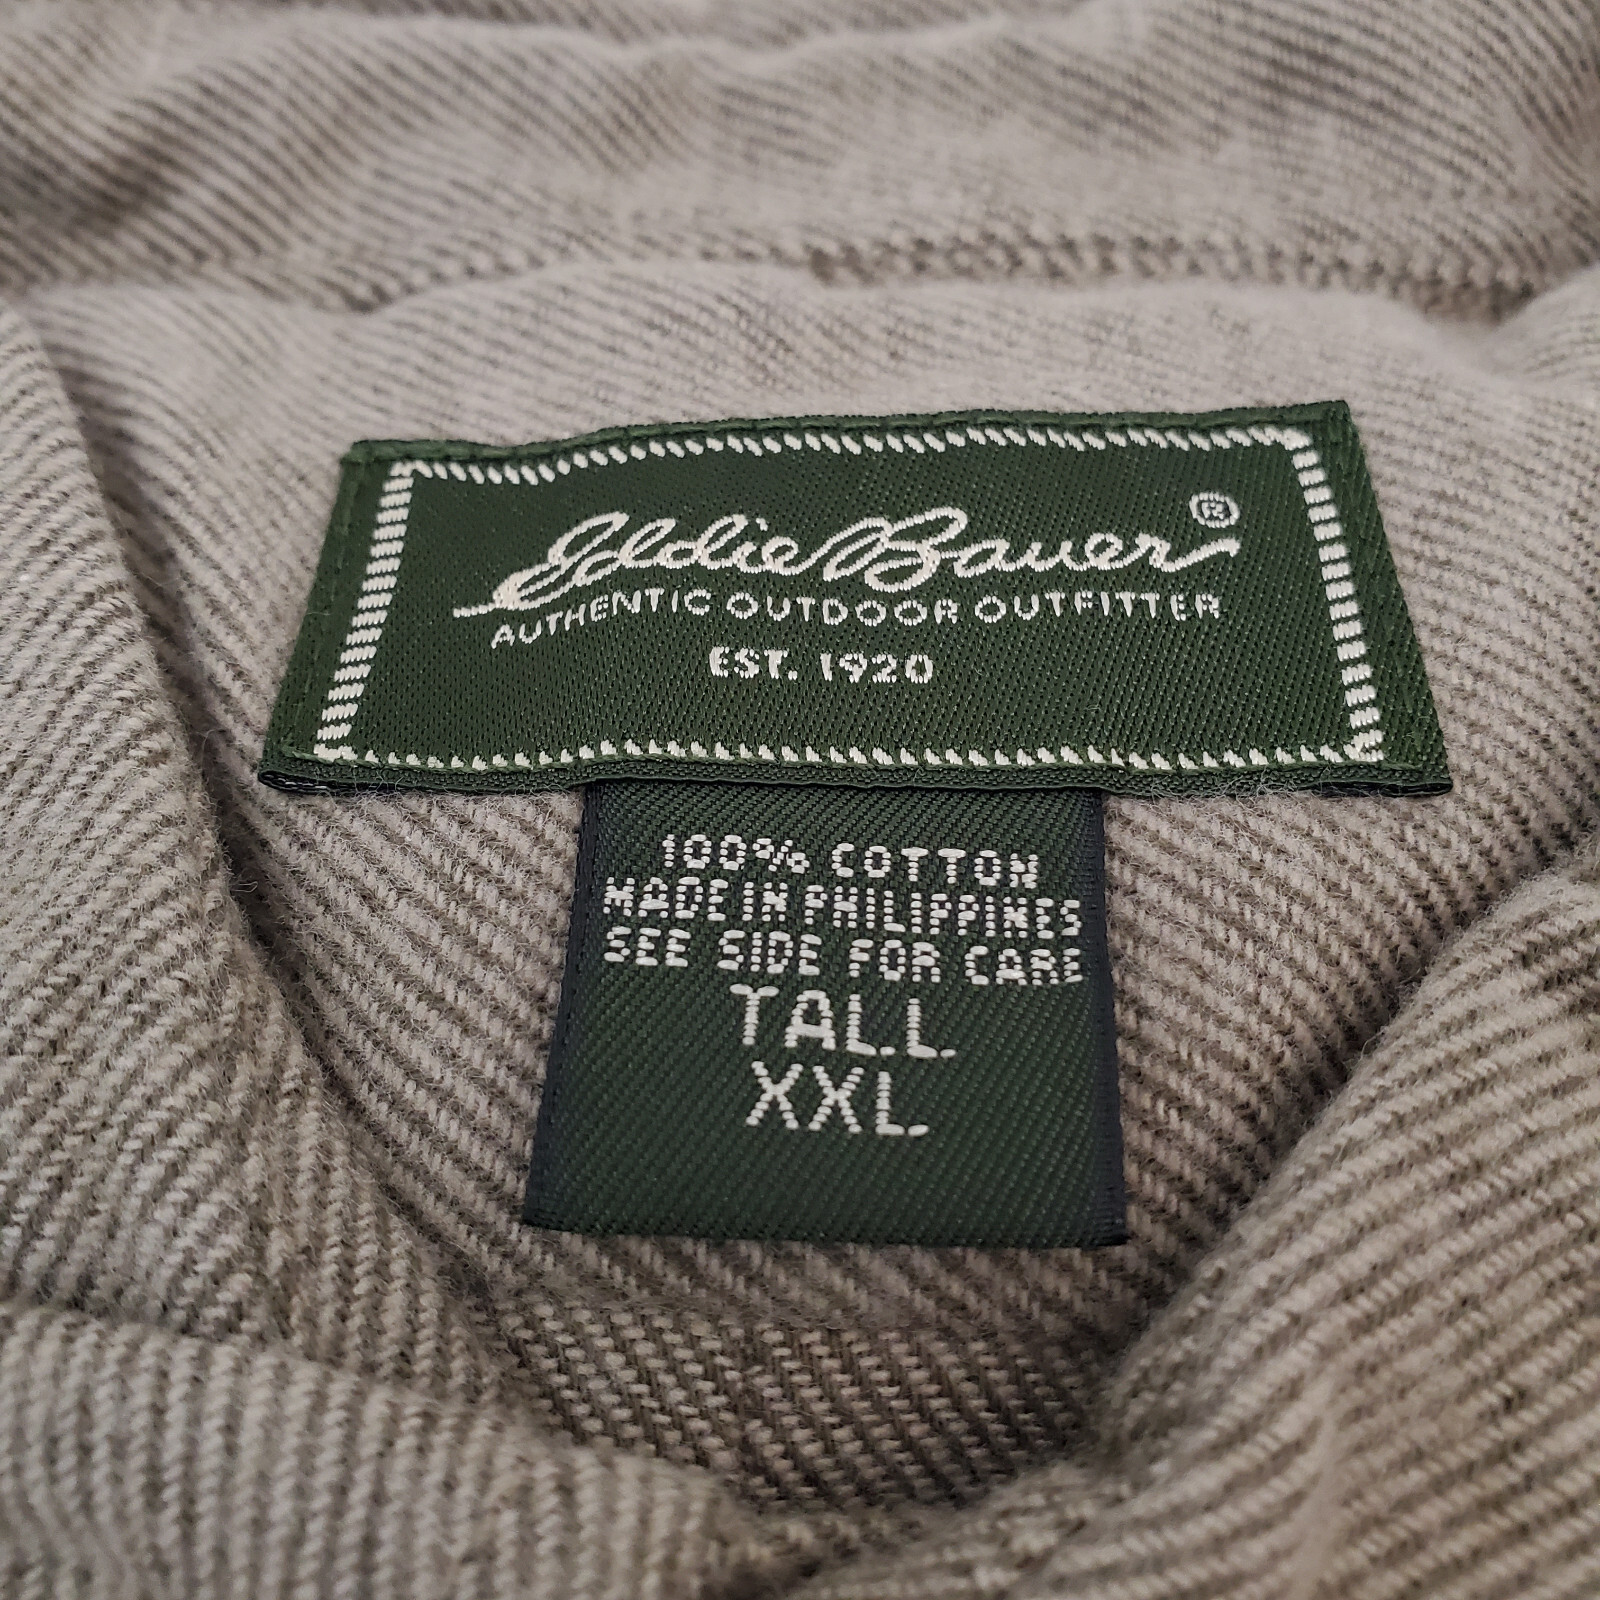 Eddie Bauer®
AUTHENTIC OUTDOOR OUTFITTER
EST. 1920
100% COTTON
MADE IN PHILIPPINES
SEE SIDE FOR CARE
TALL
XXL